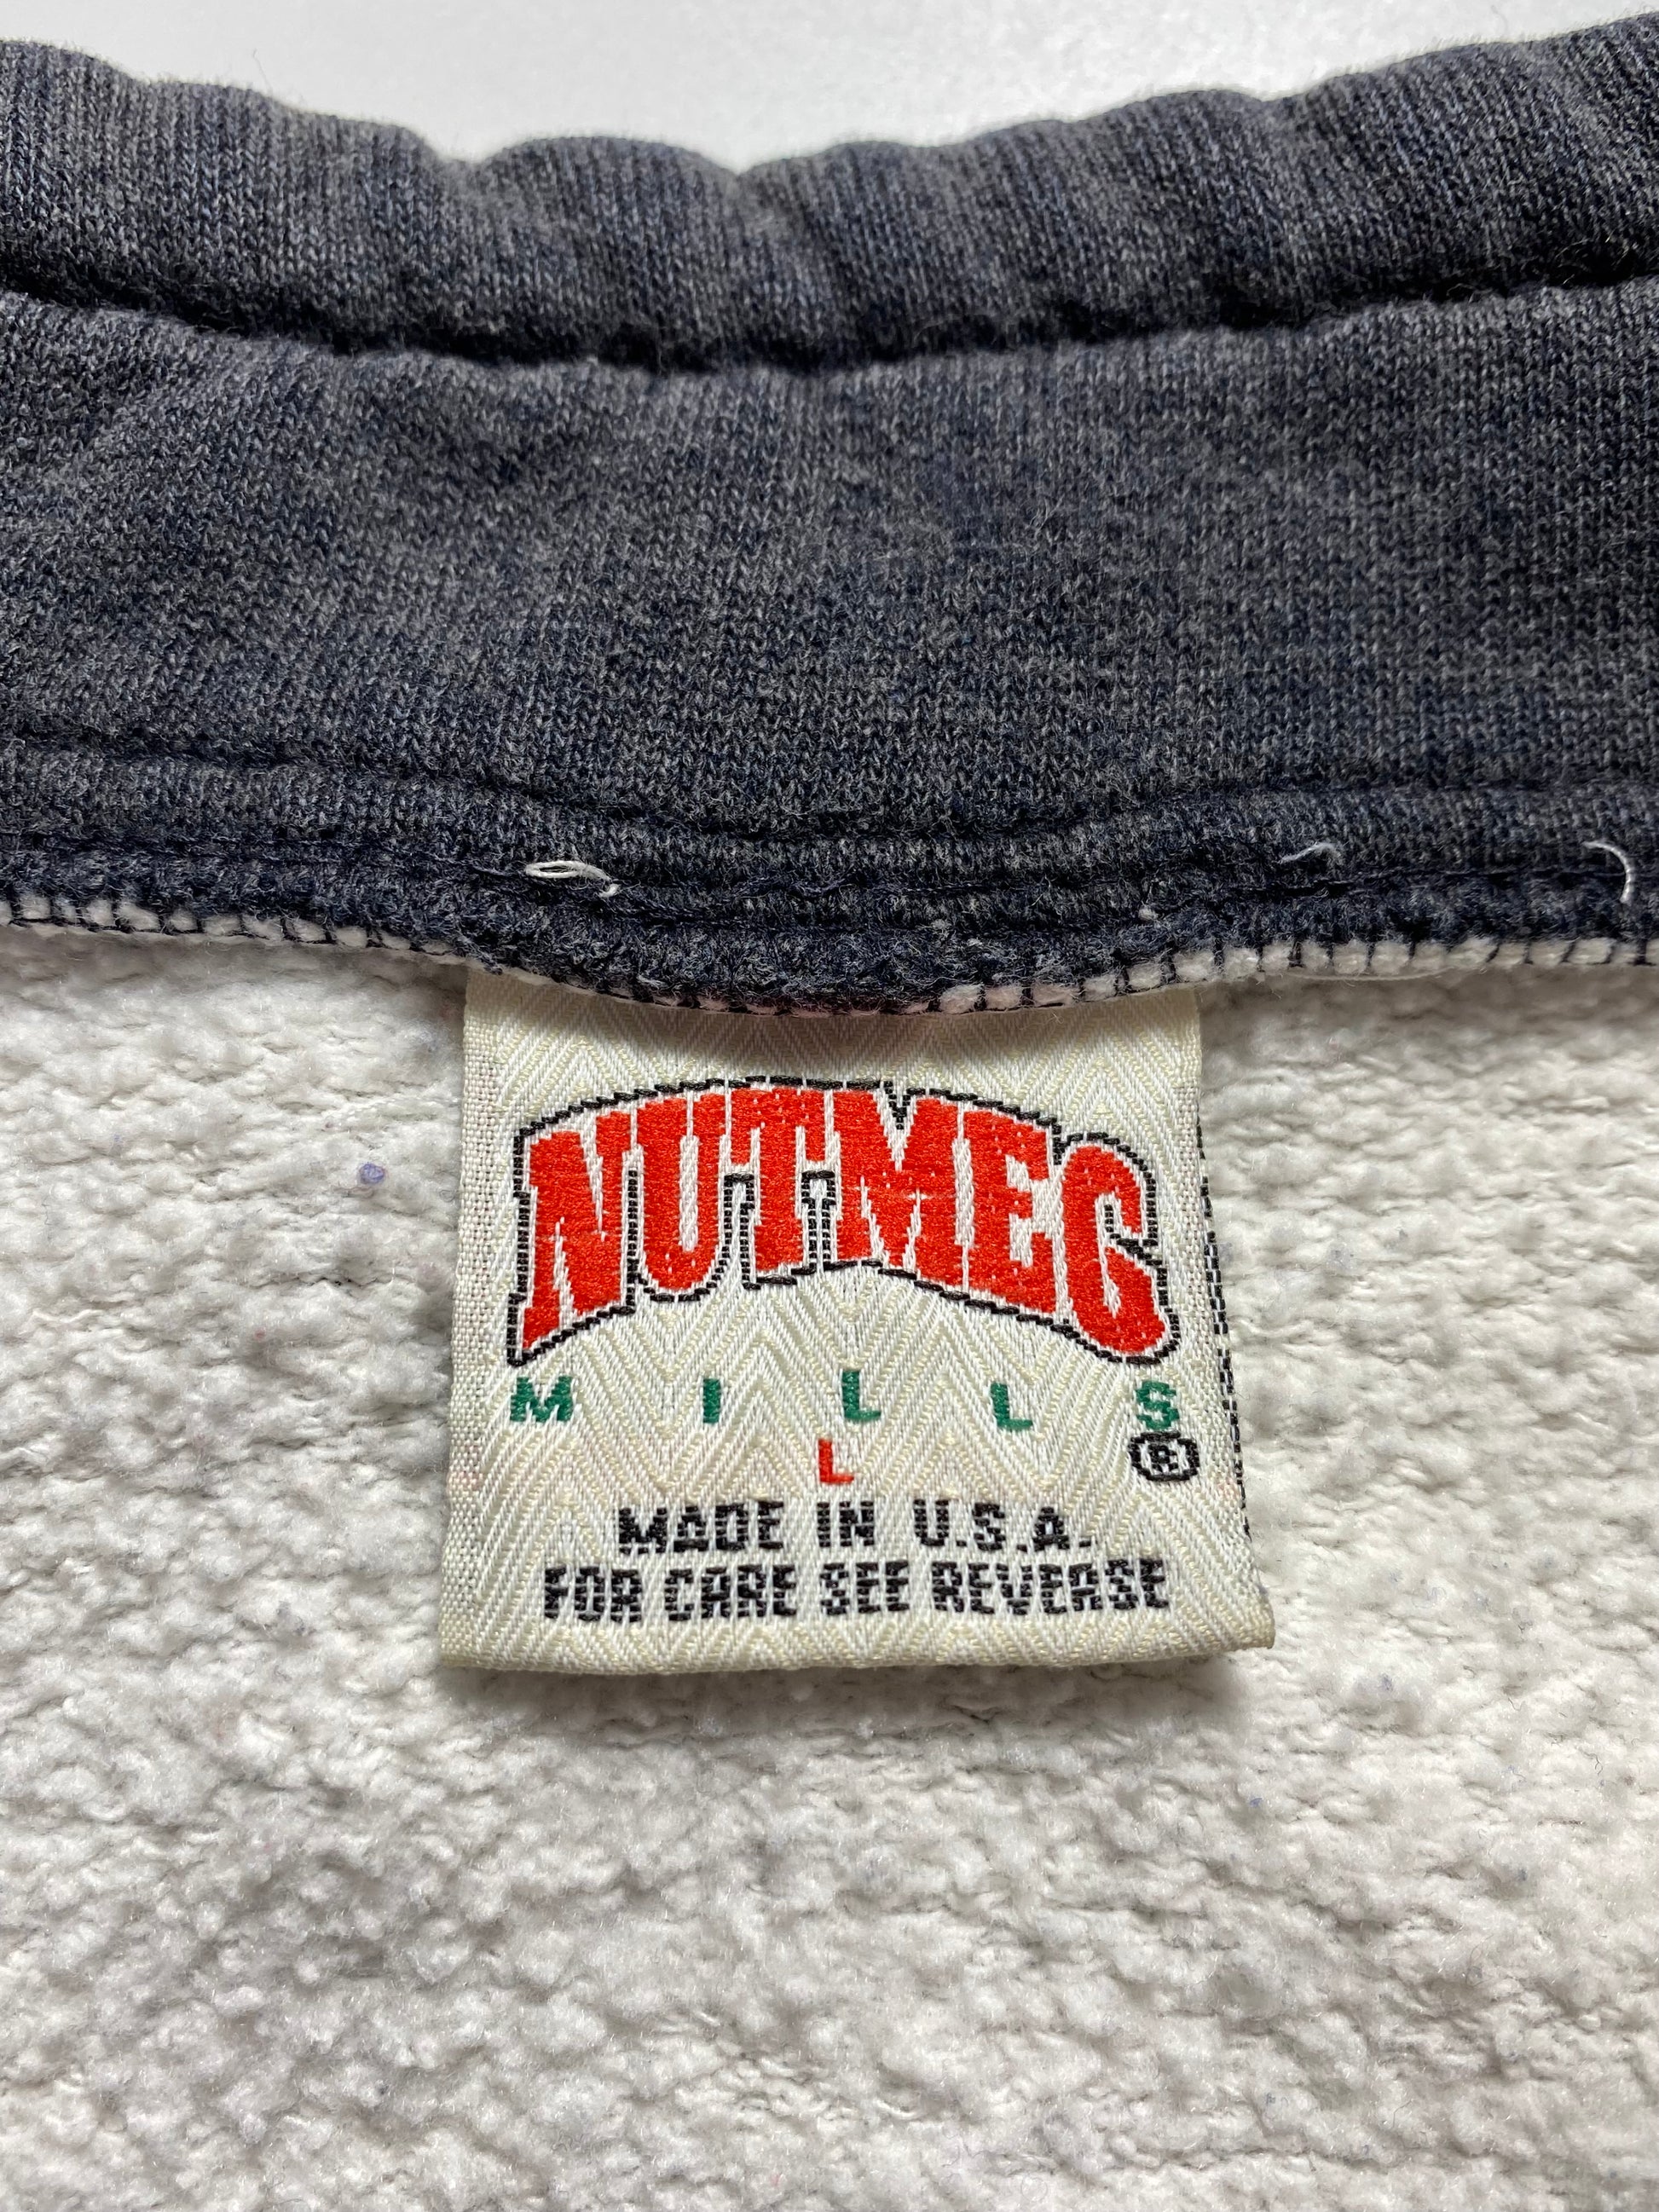 NUTMEG
MILLS
®
L
MADE IN U.S.A.
FOR CARE SEE REVERSE